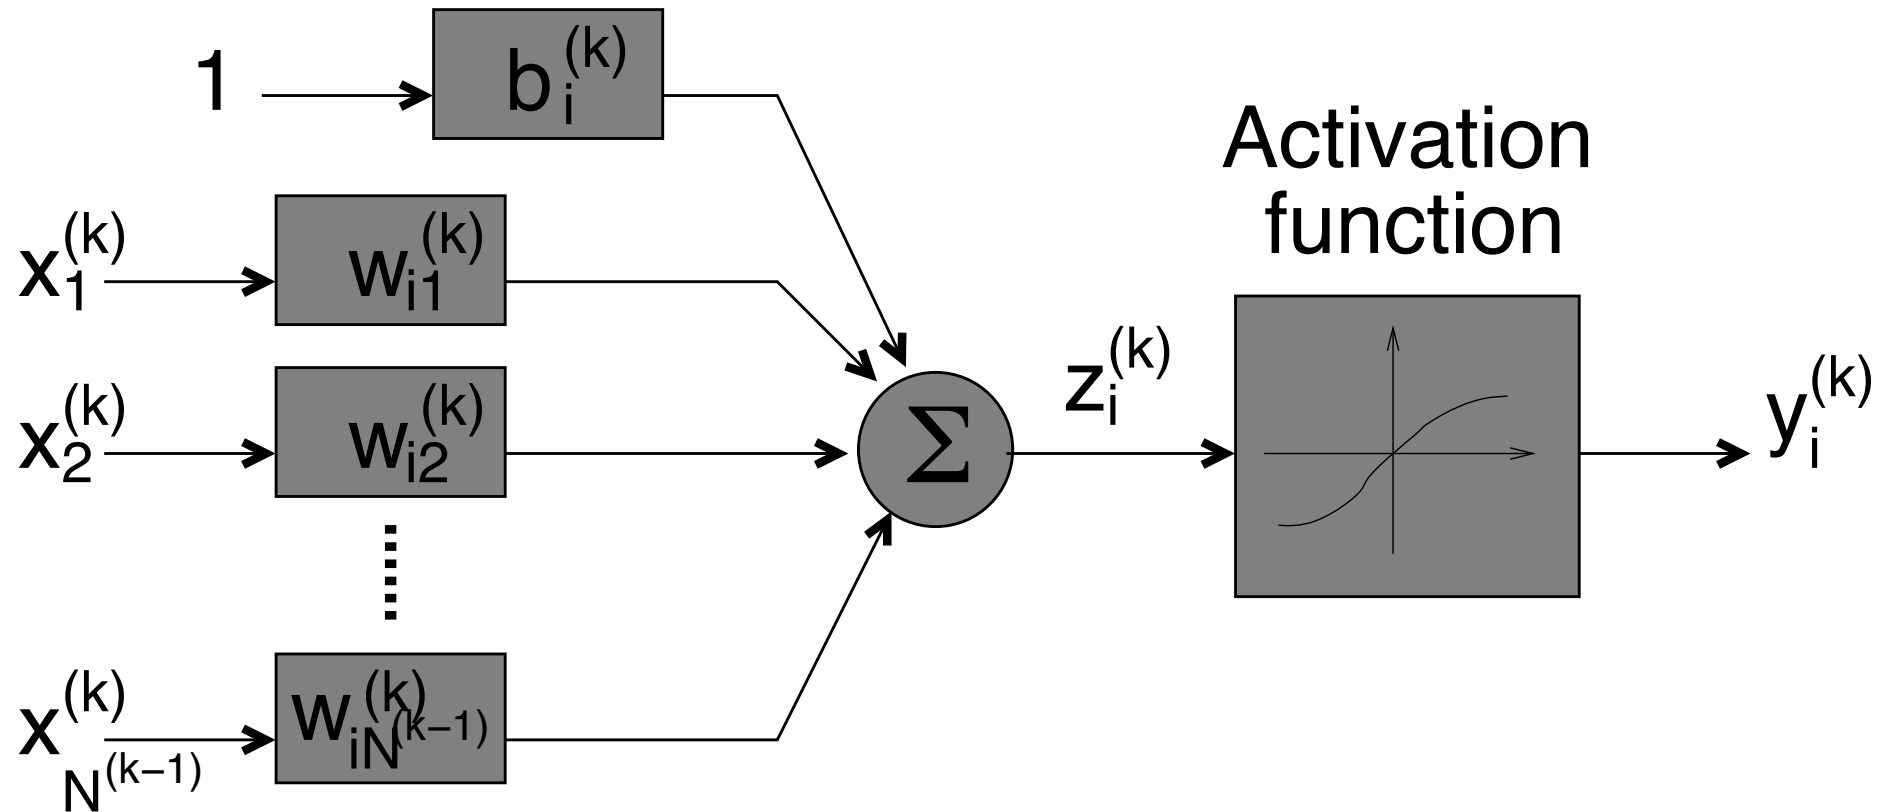 1
b_i^(k)
Activation
function
x_1^(k)
w_i1^(k)
x_2^(k)
w_i2^(k)
Σ
z_i^(k)
y_i^(k)
x_N^(k-1)^(k)
w_iN^(k-1)^(k)